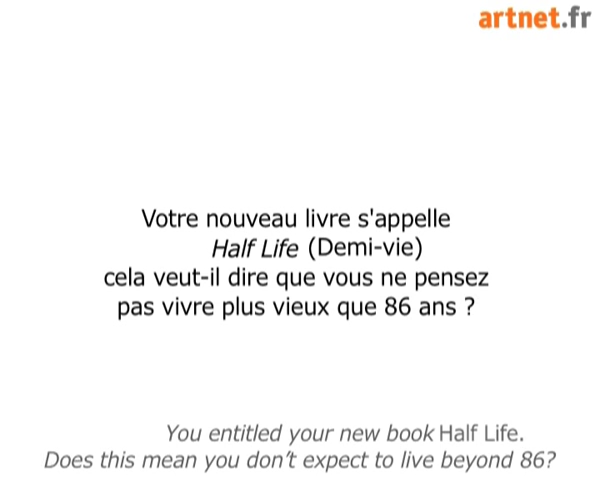 artnet.fr
Votre nouveau livre s'appelle
Half Life (Demi-vie)
cela veut-il dire que vous ne pensez
pas vivre plus vieux que 86 ans ?
You entitled your new book Half Life.
Does this mean you don't expect to live beyond 86?